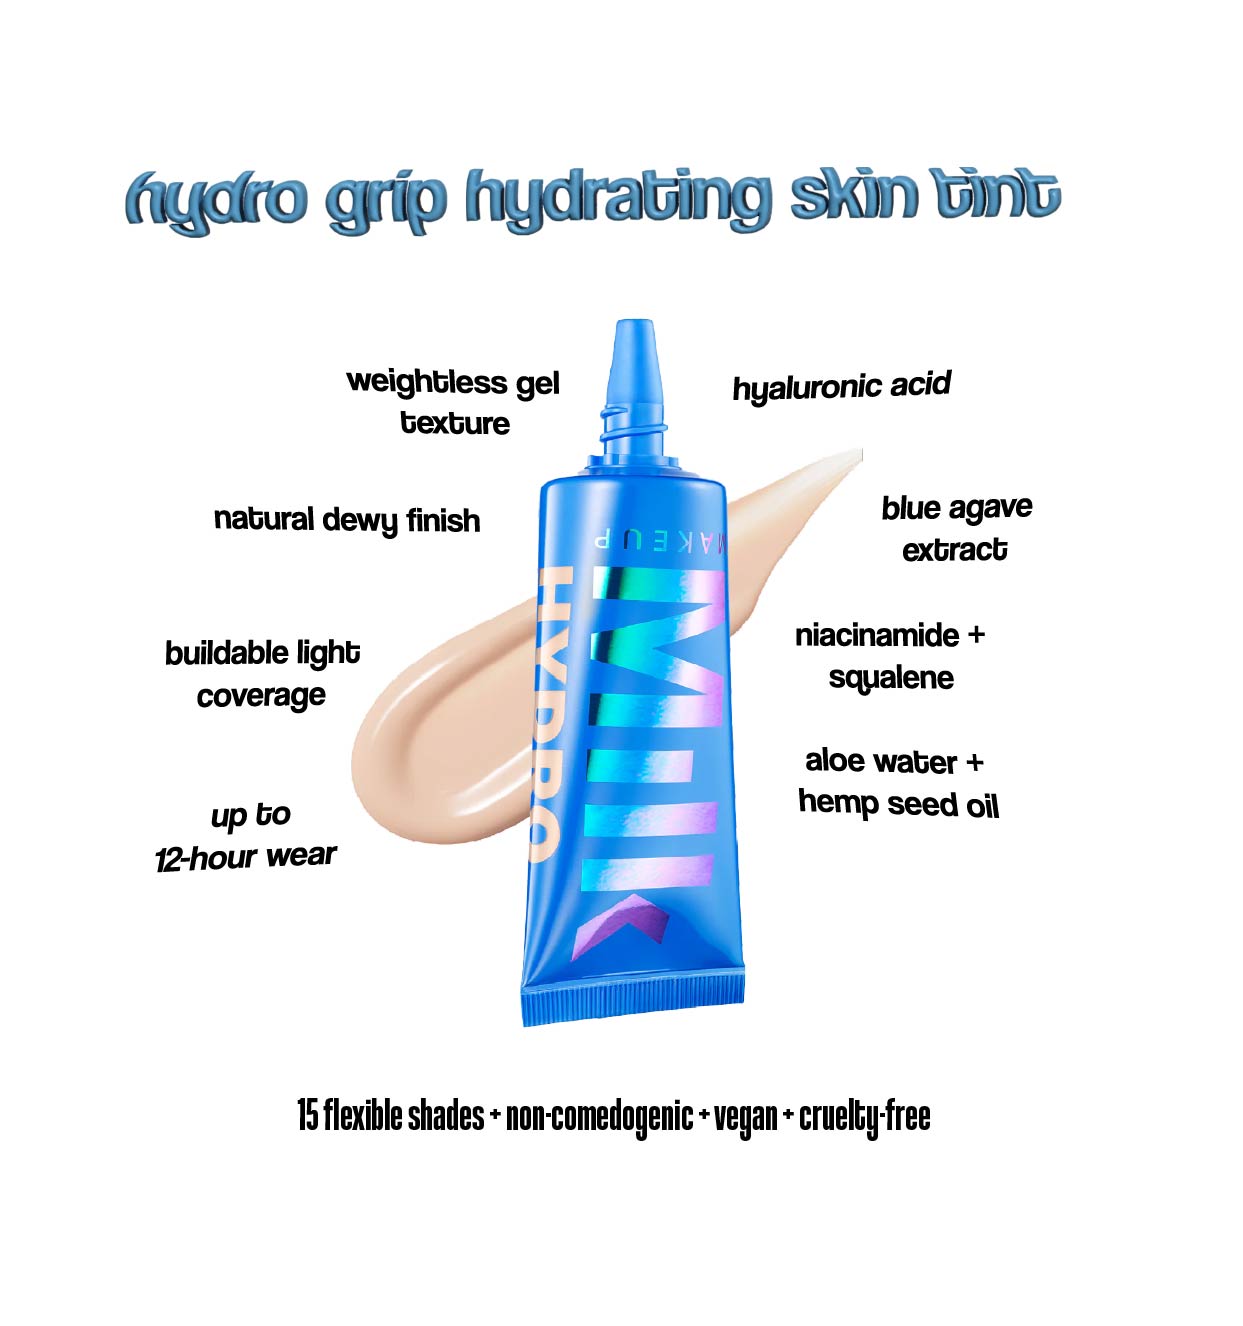 hydro grip hydrating skin tint
weightless gel
texture
hyaluronic acid
natural dewy finish
blue agave
extract
buildable light
coverage
niacinamide +
squalene
up to
12-hour wear
aloe water +
hemp seed oil
MAKEUP
MILK
HYDRO
15 flexible shades + non-comedogenic + vegan + cruelty-free